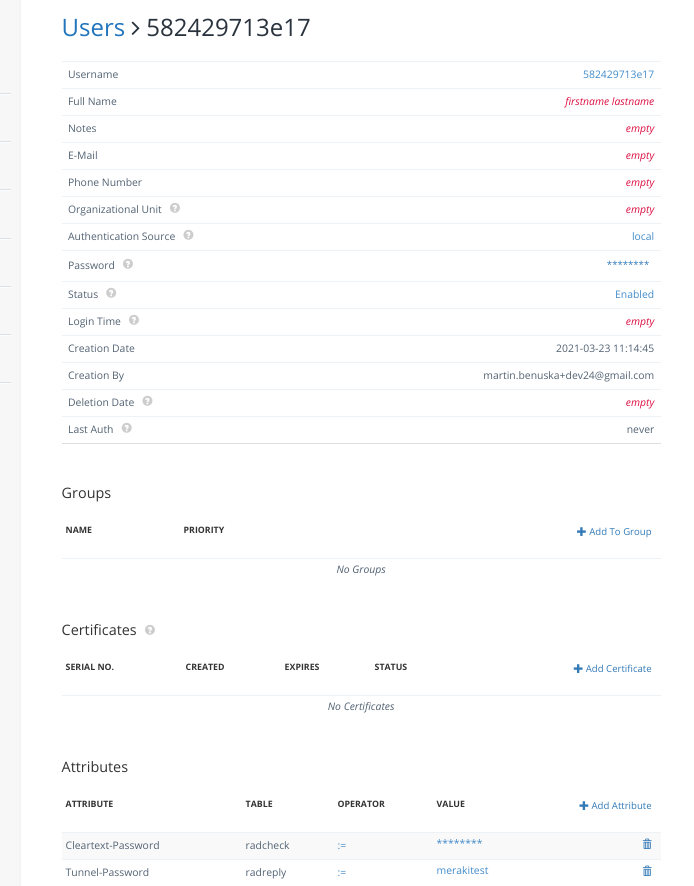 Users > 582429713e17
Username 582429713e17
Full Name firstname lastname
Notes empty
E-Mail empty
Phone Number empty
Organizational Unit ? empty
Authentication Source ? local
Password ? ********
Status ? Enabled
Login Time ? empty
Creation Date 2021-03-23 11:14:45
Creation By martin.benuska+dev24@gmail.com
Deletion Date ? empty
Last Auth ? never
Groups
NAME PRIORITY + Add To Group
No Groups
Certificates ?
SERIAL NO. CREATED EXPIRES STATUS + Add Certificate
No Certificates
Attributes
ATTRIBUTE TABLE OPERATOR VALUE + Add Attribute
Cleartext-Password radcheck := ********
Tunnel-Password radreply := merakitest